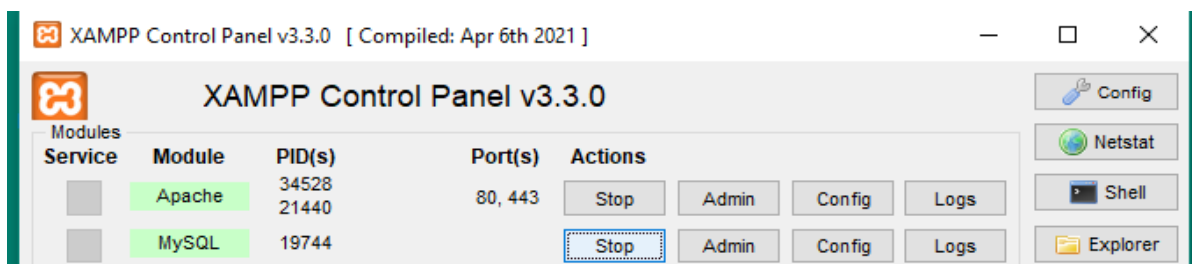 XAMPP Control Panel v3.3.0 [ Compiled: Apr 6th 2021 ]
XAMPP Control Panel v3.3.0
Config
Modules
Netstat
Service Module PID(s) Port(s) Actions
Apache 34528 80, 443 Stop Admin Config Logs
21440
Shell
MySQL 19744 Stop Admin Config Logs
Explorer